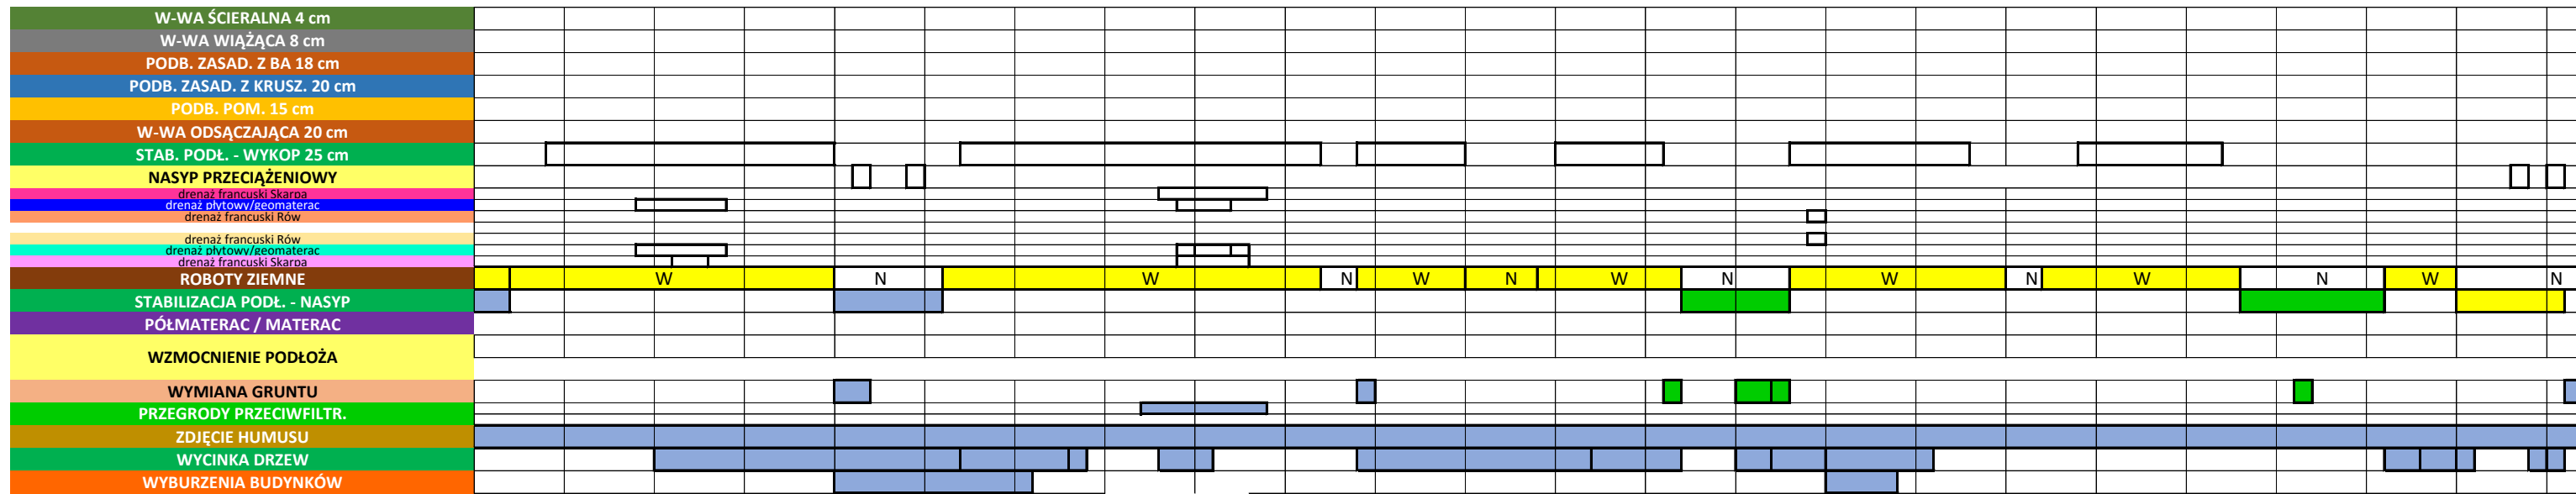 W-WA ŚCIERALNA 4 cm
W-WA WIĄŻĄCA 8 cm
PODB. ZASAD. Z BA 18 cm
PODB. ZASAD. Z KRUSZ. 20 cm
PODB. POM. 15 cm
W-WA ODSĄCZAJĄCA 20 cm
STAB. PODŁ. - WYKOP 25 cm
NASYP PRZECIĄŻENIOWY
drenaż francuski Skarpa
drenaż płytowy/geomaterac
drenaż francuski Rów
drenaż francuski Rów
drenaż płytowy/geomaterac
drenaż francuski Skarpa
ROBOTY ZIEMNE W N W N W N W N W N W N W N
STABILIZACJA PODŁ. - NASYP
PÓŁMATERAC / MATERAC
WZMOCNIENIE PODŁOŻA
WYMIANA GRUNTU
PRZEGRODY PRZECIWFILTR.
ZDJĘCIE HUMUSU
WYCINKA DRZEW
WYBURZENIA BUDYNKÓW